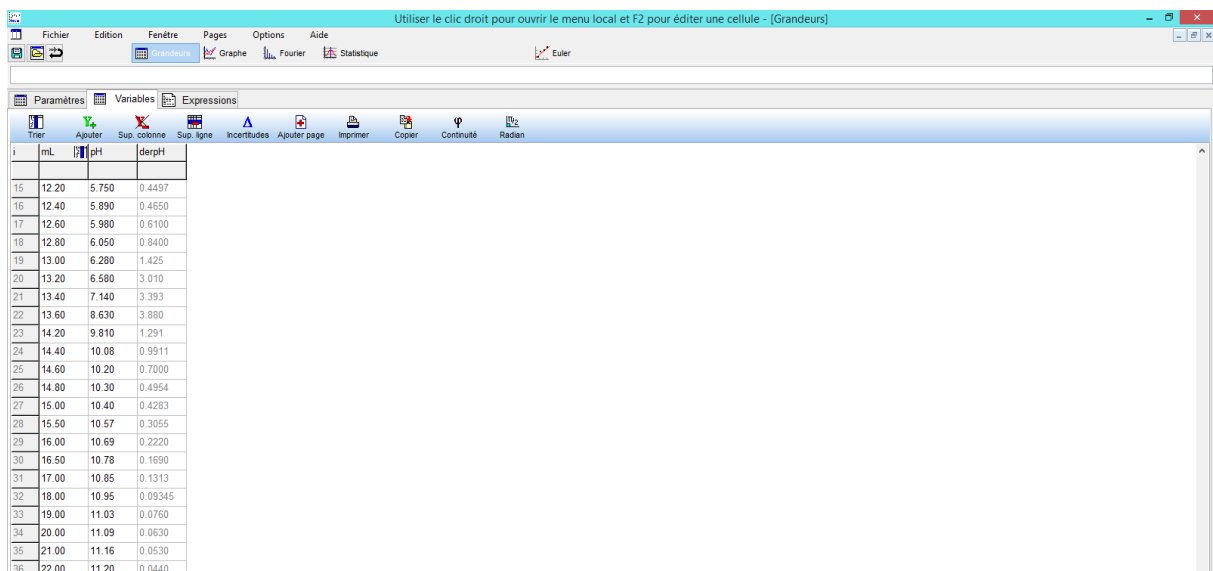 Utiliser le clic droit pour ouvrir le menu local et F2 pour éditer une cellule - [Grandeurs]
Fichier Edition Fenêtre Pages Options Aide
Grandeurs Graphe Fourier Statistique Euler
Paramètres Variables Expressions
Trier Ajouter Sup. colonne Sup. ligne Incertitudes Ajouter page Imprimer Copier Continuité Radian
i mL pH derpH
15 12.20 5.750 0.4497
16 12.40 5.890 0.4650
17 12.60 5.980 0.6100
18 12.80 6.050 0.8400
19 13.00 6.280 1.425
20 13.20 6.580 3.010
21 13.40 7.140 3.393
22 13.60 8.630 3.880
23 14.20 9.810 1.291
24 14.40 10.08 0.9911
25 14.60 10.20 0.7000
26 14.80 10.30 0.4954
27 15.00 10.40 0.4283
28 15.50 10.57 0.3055
29 16.00 10.69 0.2220
30 16.50 10.78 0.1690
31 17.00 10.85 0.1313
32 18.00 10.95 0.09345
33 19.00 11.03 0.0760
34 20.00 11.09 0.0630
35 21.00 11.16 0.0530
36 22.00 11.20 0.0440